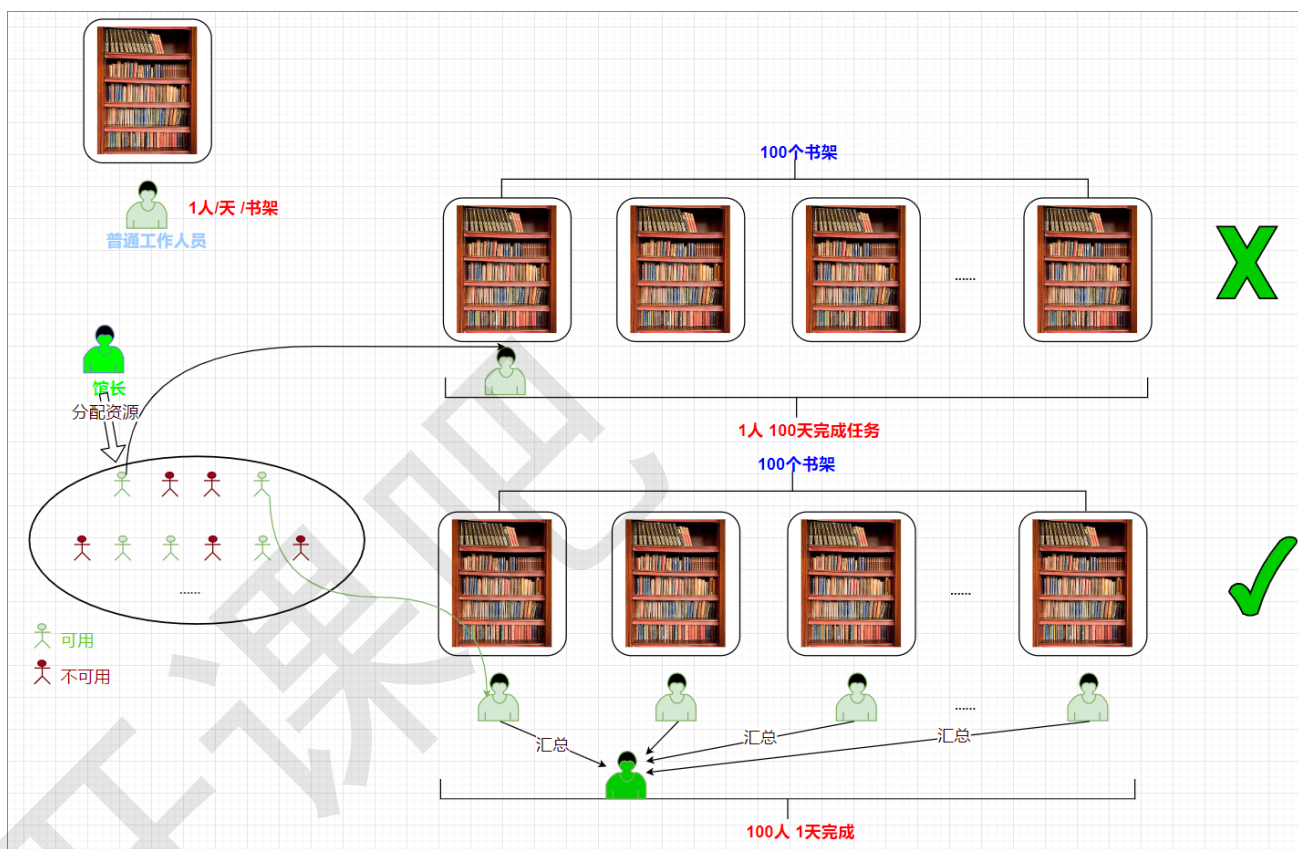 1人/天 /书架
普通工作人员
馆长
分配资源
可用
不可用
100个书架
......
X
1人 100天完成任务
100个书架
......
......
......
汇总
汇总
汇总
100人 1天完成
开课吧